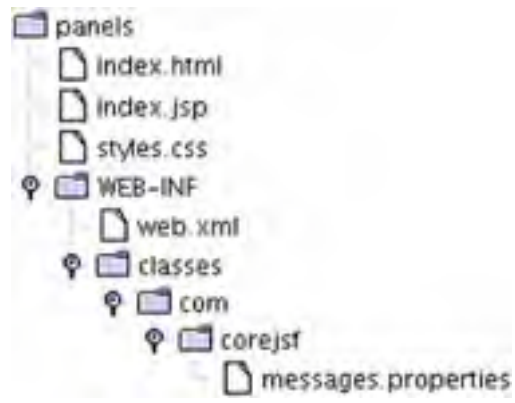 panels
index.html
index.jsp
styles.css
WEB-INF
web.xml
classes
com
corejsf
messages.properties